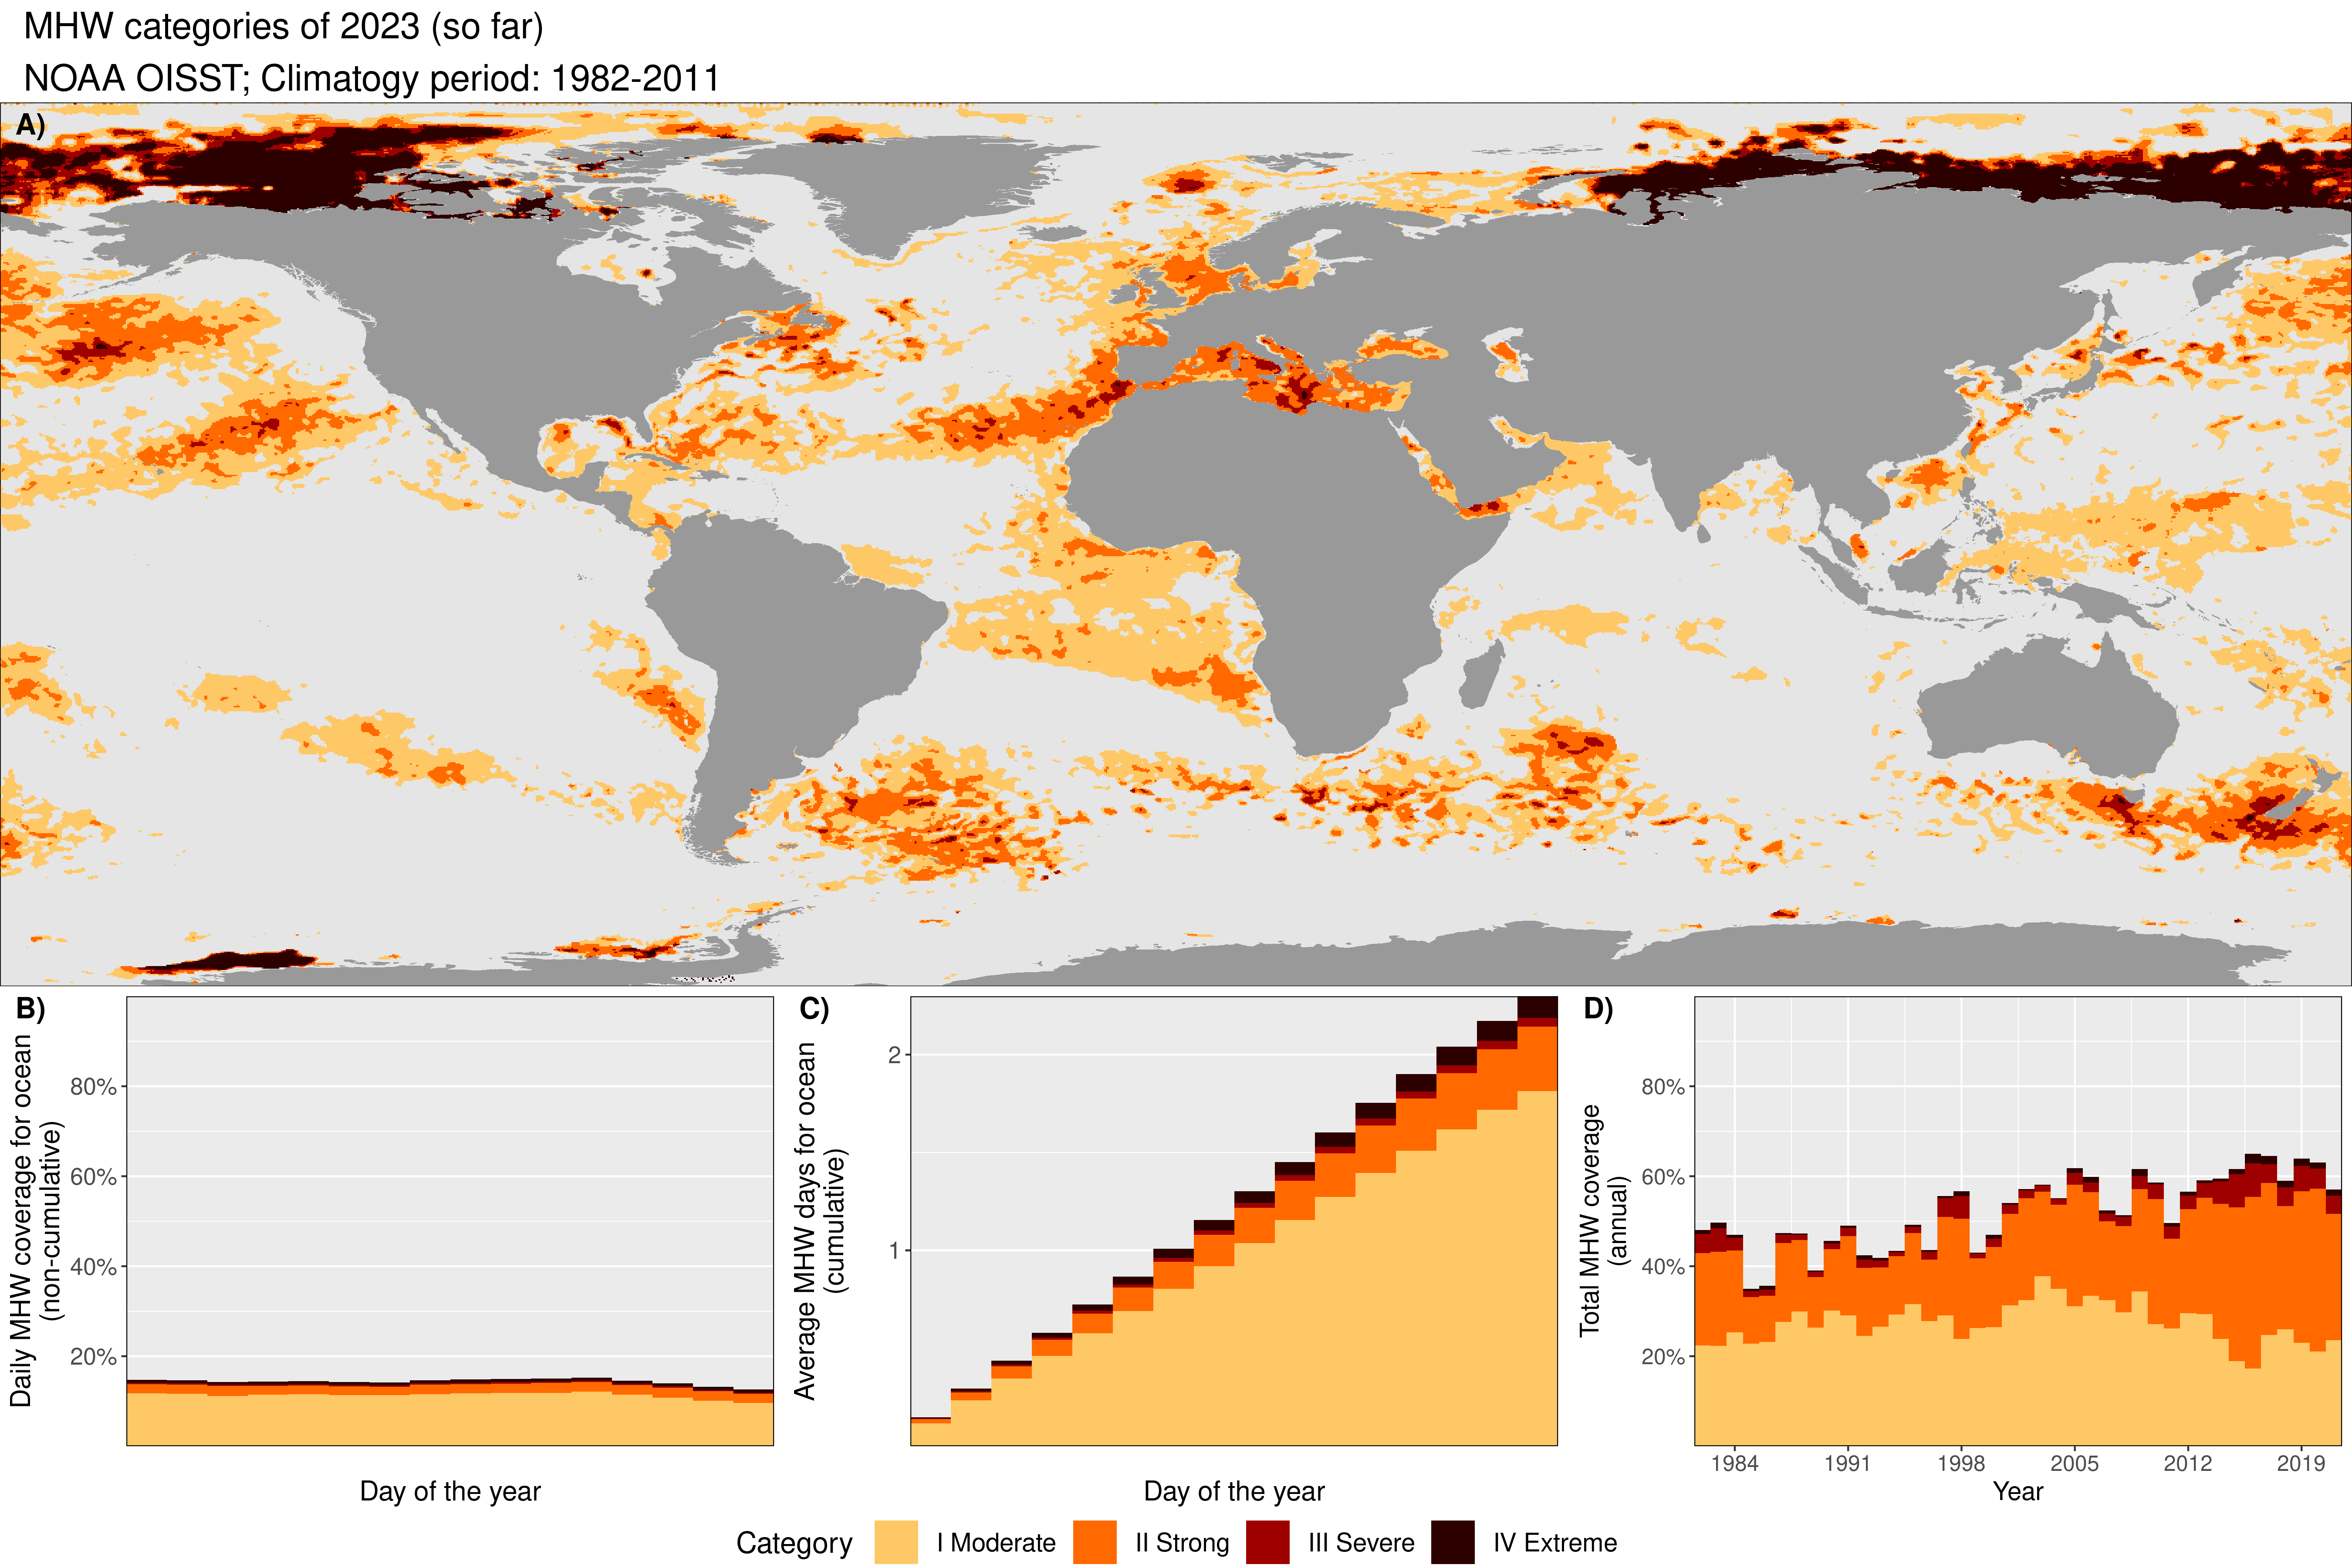 MHW categories of 2023 (so far)
NOAA OISST; Climatogy period: 1982-2011
A)
B)
Daily MHW coverage for ocean
(non-cumulative)
80%
60%
40%
20%
Day of the year
C)
Average MHW days for ocean
(cumulative)
2
1
Day of the year
D)
Total MHW coverage
(annual)
80%
60%
40%
20%
1984 1991 1998 2005 2012 2019
Year
Category I Moderate II Strong III Severe IV Extreme